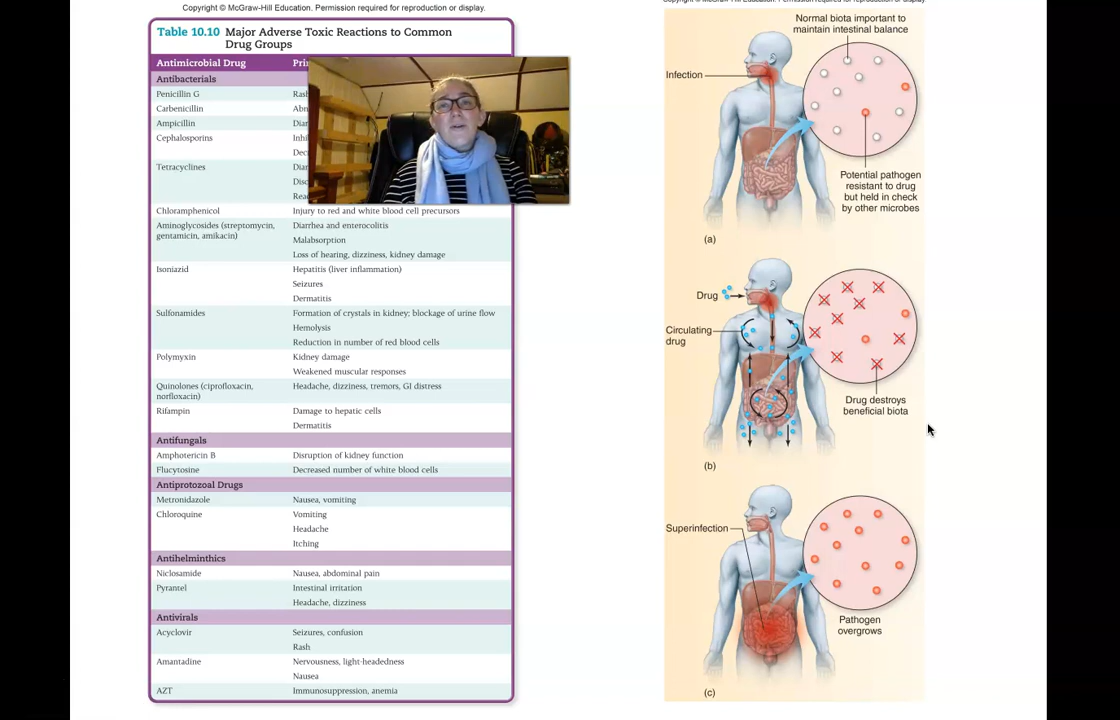 Copyright © McGraw-Hill Education. Permission required for reproduction or display.
Table 10.10 Major Adverse Toxic Reactions to Common
Drug Groups
Antimicrobial Drug
Antibacterials
Penicillin G
Carbenicillin
Ampicillin
Cephalosporins
Tetracyclines
Chloramphenicol Injury to red and white blood cell precursors
Aminoglycosides (streptomycin, Diarrhea and enterocolitis
gentamicin, amikacin)
Malabsorption
Loss of hearing, dizziness, kidney damage
Isoniazid Hepatitis (liver inflammation)
Seizures
Dermatitis
Sulfonamides Formation of crystals in kidney; blockage of urine flow
Hemolysis
Reduction in number of red blood cells
Polymyxin Kidney damage
Weakened muscular responses
Quinolones (ciprofloxacin, Headache, dizziness, tremors, GI distress
norfloxacin)
Rifampin Damage to hepatic cells
Dermatitis
Antifungals
Amphotericin B Disruption of kidney function
Flucytosine Decreased number of white blood cells
Antiprotozoal Drugs
Metronidazole Nausea, vomiting
Chloroquine Vomiting
Headache
Itching
Antihelminthics
Niclosamide Nausea, abdominal pain
Pyrantel Intestinal irritation
Headache, dizziness
Antivirals
Acyclovir Seizures, confusion
Rash
Amantadine Nervousness, light-headedness
Nausea
AZT Immunosuppression, anemia
Normal biota important to
maintain intestinal balance
Infection
Potential pathogen
resistant to drug
but held in check
by other microbes
(a)
Drug
Circulating
drug
Drug destroys
beneficial biota
(b)
Superinfection
Pathogen
overgrows
(c)